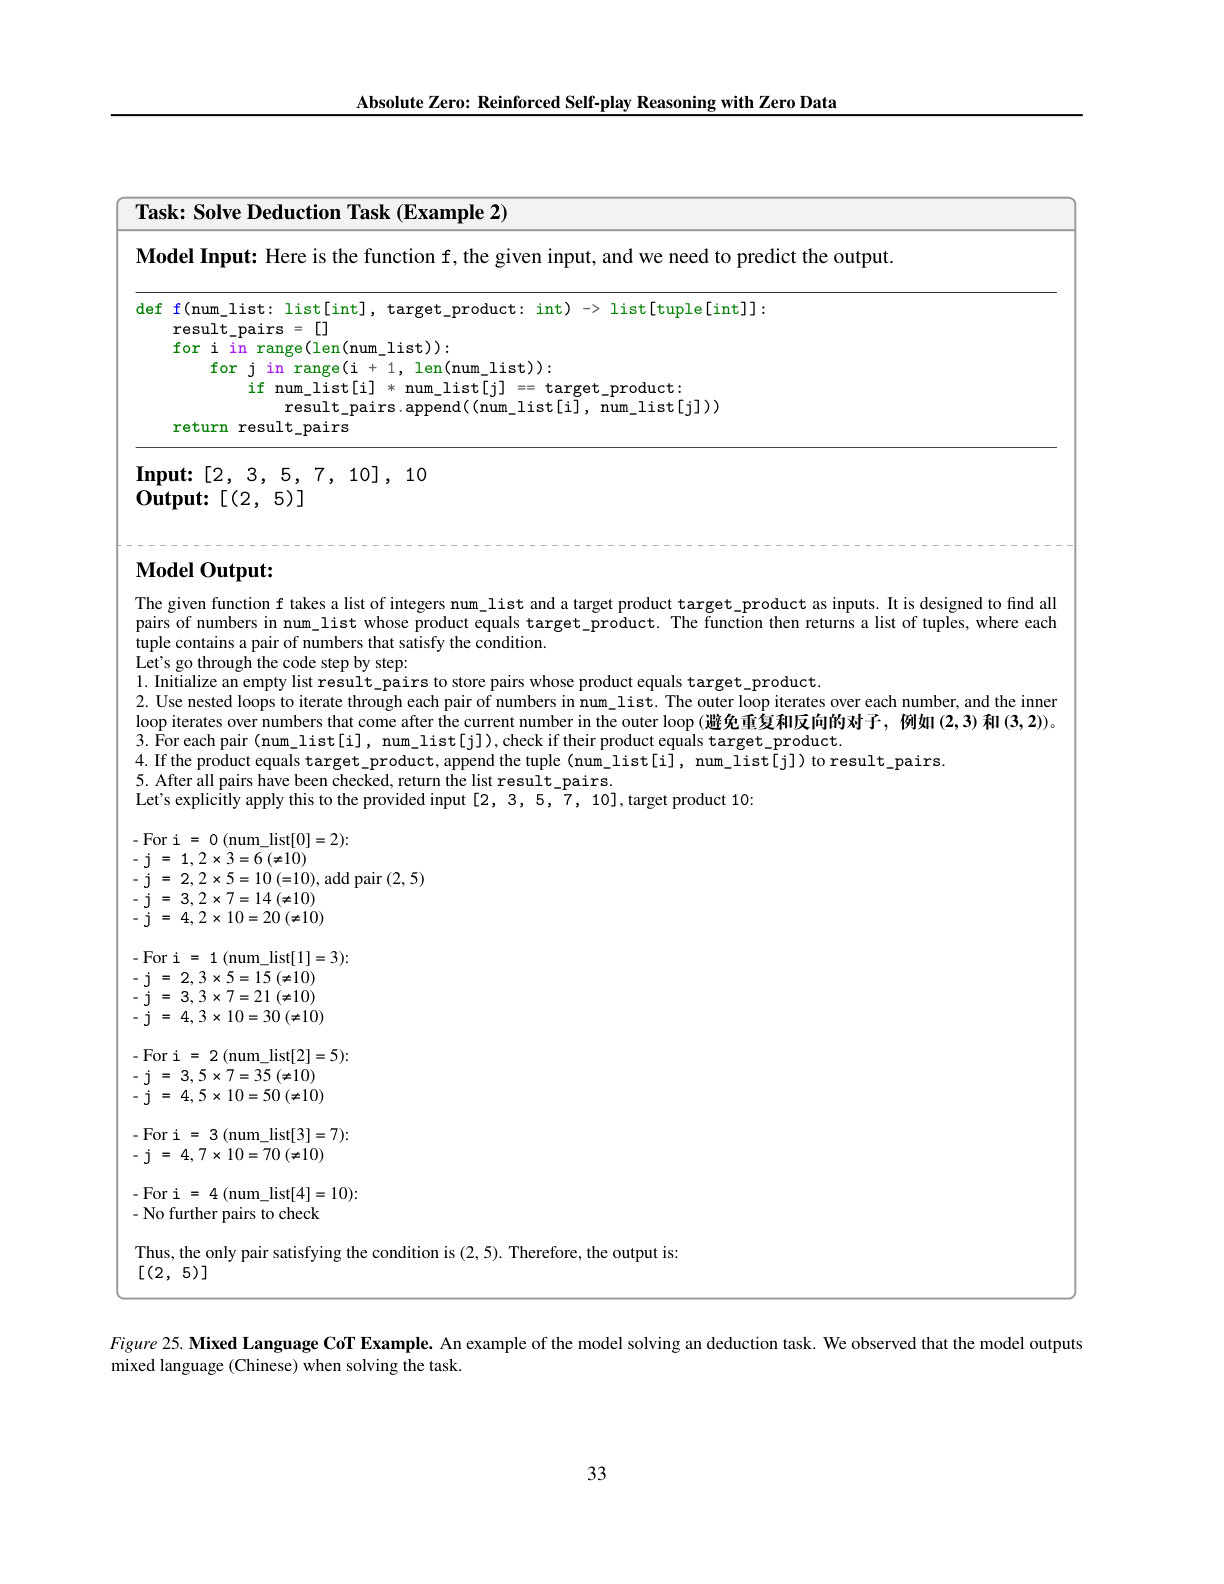 Absolute Zero: Reinforced Self-play Reasoning with Zero Data
Task: Solve Deduction Task (Example 2)
Model Input: Here is the function f, the given input, and we need to predict the output.
def f(num_list: list[int], target_product: int) -> list[tuple[int]]:
    result_pairs = []
    for i in range(len(num_list)):
        for j in range(i + 1, len(num_list)):
            if num_list[i] * num_list[j] == target_product:
                result_pairs.append((num_list[i], num_list[j]))
    return result_pairs
Input: [2, 3, 5, 7, 10], 10
Output: [(2, 5)]
Model Output:
The given function f takes a list of integers num_list and a target product target_product as inputs. It is designed to find all
pairs of numbers in num_list whose product equals target_product. The function then returns a list of tuples, where each
tuple contains a pair of numbers that satisfy the condition.
Let's go through the code step by step:
1. Initialize an empty list result_pairs to store pairs whose product equals target_product.
2. Use nested loops to iterate through each pair of numbers in num_list. The outer loop iterates over each number, and the inner
loop iterates over numbers that come after the current number in the outer loop (避免重复和反向的对子，例如 (2, 3) 和 (3, 2))。
3. For each pair (num_list[i], num_list[j]), check if their product equals target_product.
4. If the product equals target_product, append the tuple (num_list[i], num_list[j]) to result_pairs.
5. After all pairs have been checked, return the list result_pairs.
Let's explicitly apply this to the provided input [2, 3, 5, 7, 10], target product 10:
- For i = 0 (num_list[0] = 2):
- j = 1, 2 × 3 = 6 (≠10)
- j = 2, 2 × 5 = 10 (=10), add pair (2, 5)
- j = 3, 2 × 7 = 14 (≠10)
- j = 4, 2 × 10 = 20 (≠10)
- For i = 1 (num_list[1] = 3):
- j = 2, 3 × 5 = 15 (≠10)
- j = 3, 3 × 7 = 21 (≠10)
- j = 4, 3 × 10 = 30 (≠10)
- For i = 2 (num_list[2] = 5):
- j = 3, 5 × 7 = 35 (≠10)
- j = 4, 5 × 10 = 50 (≠10)
- For i = 3 (num_list[3] = 7):
- j = 4, 7 × 10 = 70 (≠10)
- For i = 4 (num_list[4] = 10):
- No further pairs to check
Thus, the only pair satisfying the condition is (2, 5). Therefore, the output is:
[(2, 5)]
Figure 25. Mixed Language CoT Example. An example of the model solving an deduction task. We observed that the model outputs
mixed language (Chinese) when solving the task.
33